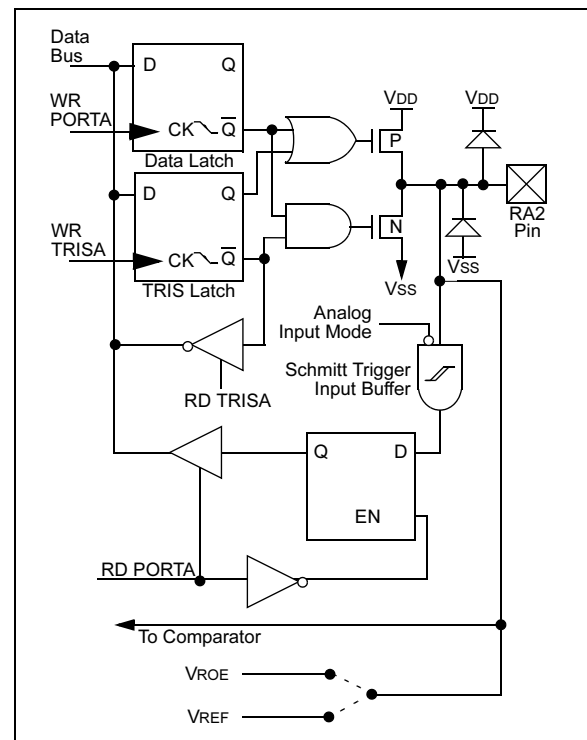 Data
Bus
D Q
VDD
VDD
WR
PORTA
CK Q
P
Data Latch
D Q
RA2
Pin
N
WR
TRISA
CK Q
VSS
VSS
TRIS Latch
Analog
Input Mode
Schmitt Trigger
Input Buffer
RD TRISA
Q D
EN
RD PORTA
To Comparator
VROE
VREF